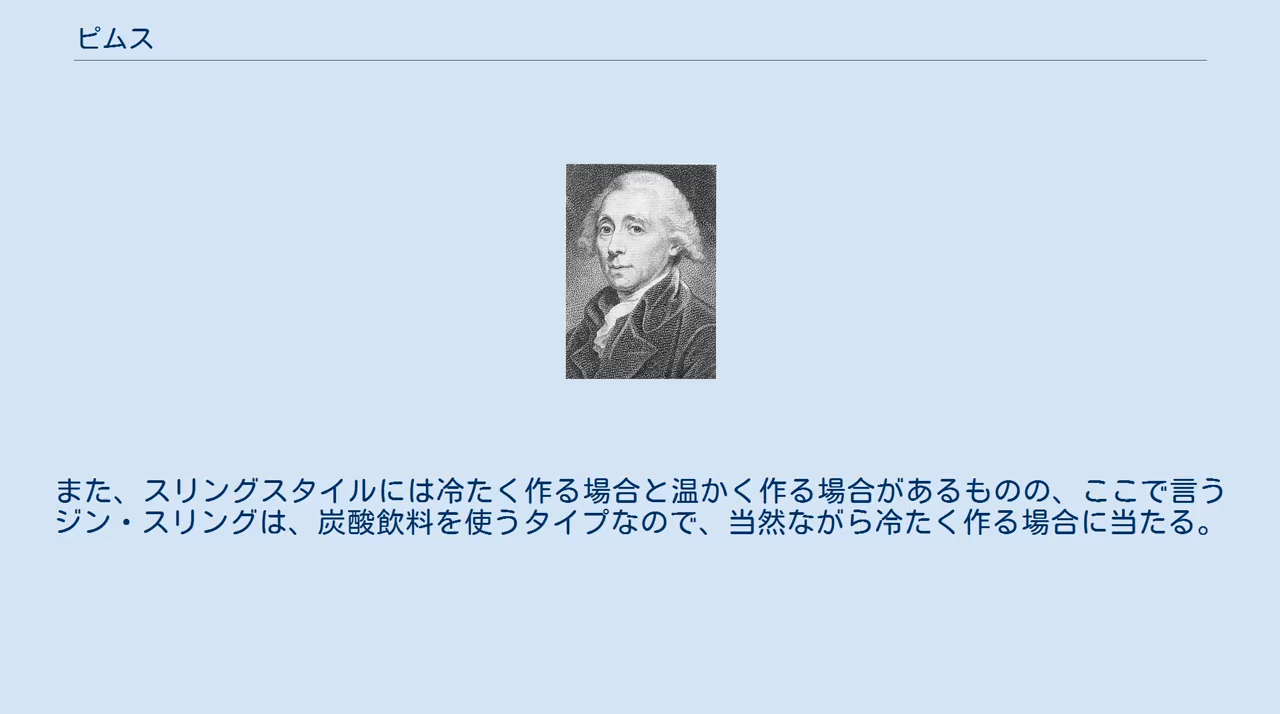 ピムス
また、スリングスタイルには冷たく作る場合と温かく作る場合があるものの、ここで言う
ジン・スリングは、炭酸飲料を使うタイプなので、当然ながら冷たく作る場合に当たる。